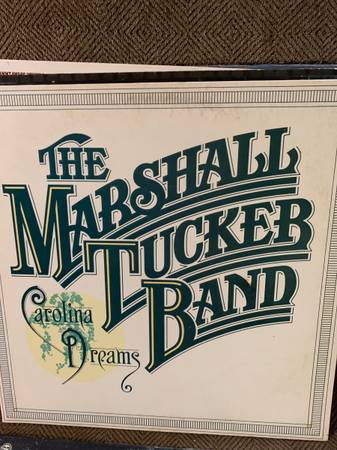 THE
MARSHALL
TUCKER
BAND
Carolina
Dreams